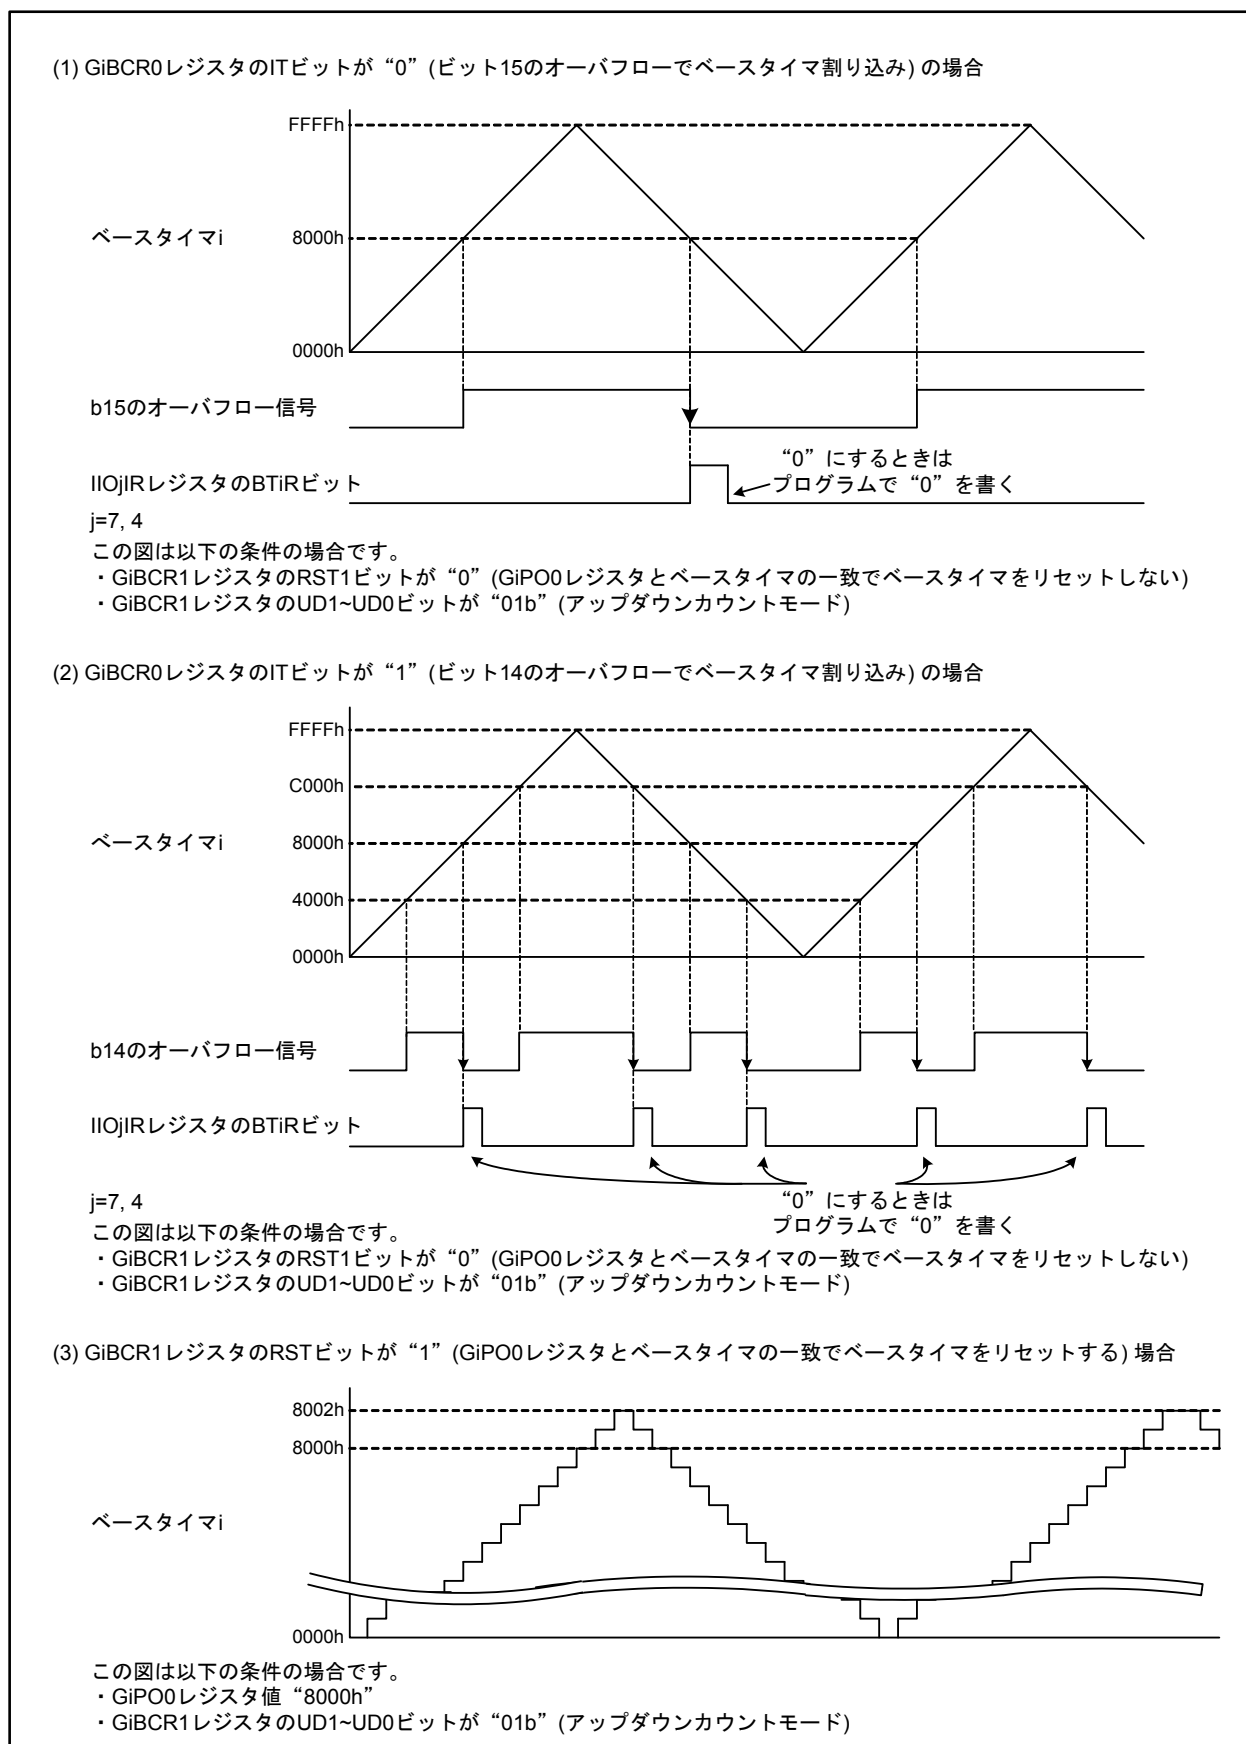 (1) GiBCR0レジスタのITビットが“0”(ビット15のオーバフローでベースタイマ割り込み) の場合
FFFFh
ベースタイマi
8000h
0000h
b15のオーバフロー信号
IIOjIRレジスタのBTiRビット
“0”にするときは
プログラムで“0”を書く
j=7, 4
この図は以下の条件の場合です。
・GiBCR1レジスタのRST1ビットが“0”(GiPO0レジスタとベースタイマの一致でベースタイマをリセットしない)
・GiBCR1レジスタのUD1~UD0ビットが“01b”(アップダウンカウントモード)
(2) GiBCR0レジスタのITビットが“1”(ビット14のオーバフローでベースタイマ割り込み) の場合
FFFFh
C000h
ベースタイマi
8000h
4000h
0000h
b14のオーバフロー信号
IIOjIRレジスタのBTiRビット
“0”にするときは
プログラムで“0”を書く
j=7, 4
この図は以下の条件の場合です。
・GiBCR1レジスタのRST1ビットが“0”(GiPO0レジスタとベースタイマの一致でベースタイマをリセットしない)
・GiBCR1レジスタのUD1~UD0ビットが“01b”(アップダウンカウントモード)
(3) GiBCR1レジスタのRSTビットが“1”(GiPO0レジスタとベースタイマの一致でベースタイマをリセットする) 場合
8002h
8000h
ベースタイマi
0000h
この図は以下の条件の場合です。
・GiPO0レジスタ値“8000h”
・GiBCR1レジスタのUD1~UD0ビットが“01b”(アップダウンカウントモード)